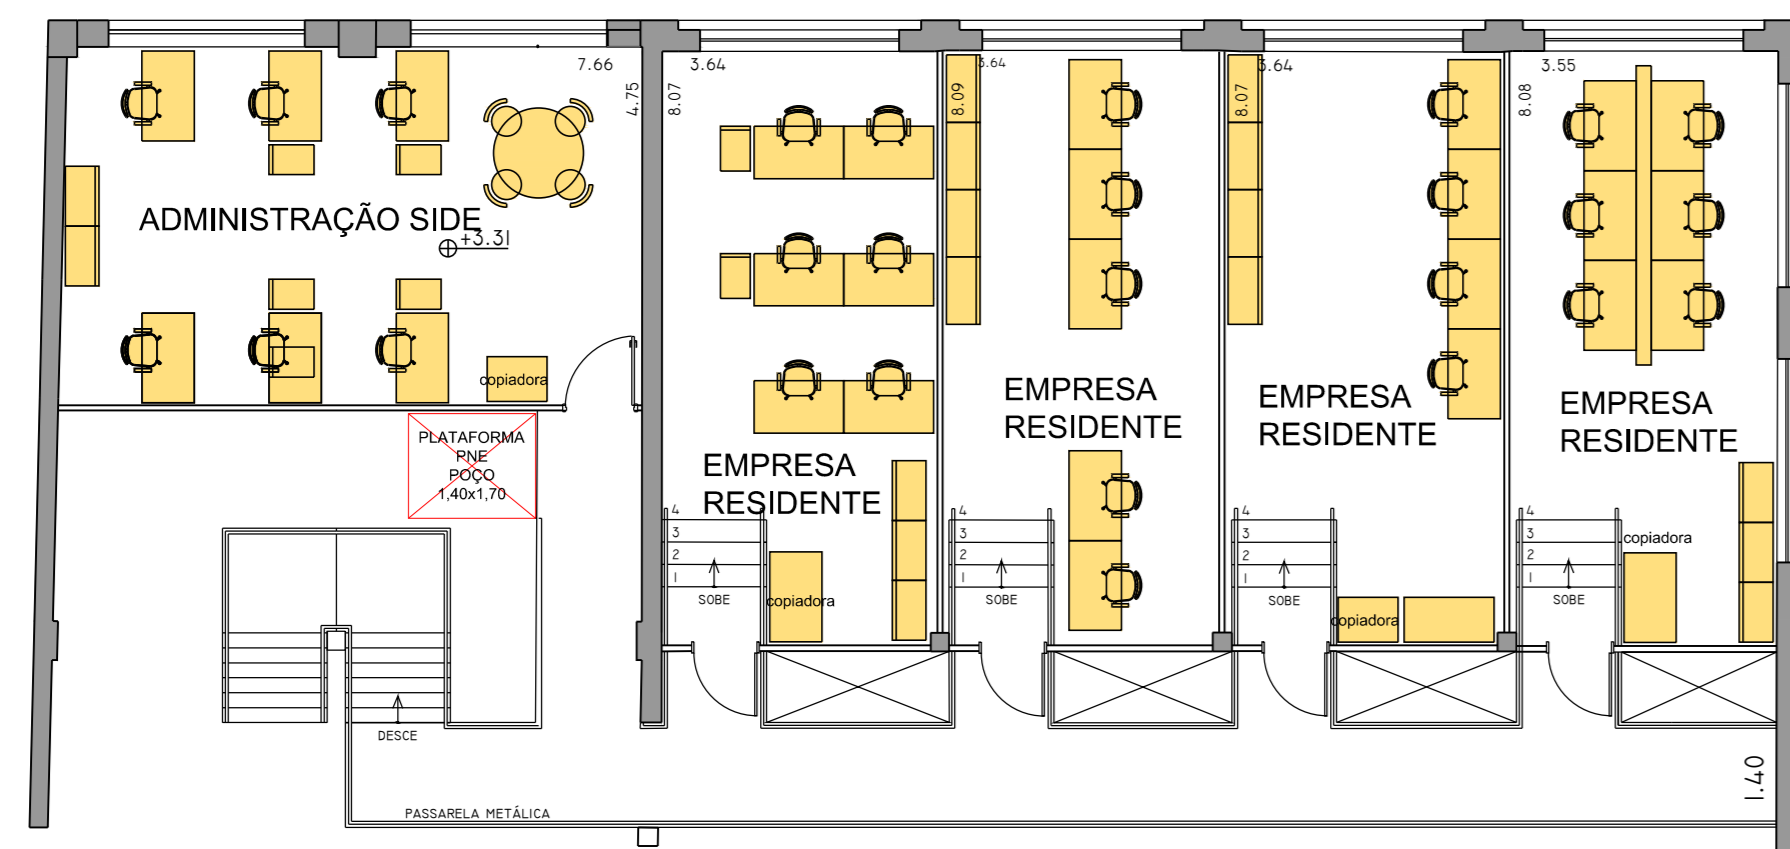 7.66
4.75
3.64
8.07
3.64
8.09
3.64
8.07
3.55
8.08
ADMINISTRAÇÃO SIDE
+3.31
copiadora
PLATAFORMA
PNE
POÇO
1,40x1,70
EMPRESA
RESIDENTE
EMPRESA
RESIDENTE
EMPRESA
RESIDENTE
EMPRESA
RESIDENTE
4
3
2
1
SOBE
copiadora
4
3
2
1
SOBE
4
3
2
1
SOBE
copiadora
4
3
2
1
SOBE
copiadora
DESCE
PASSARELA METÁLICA
1.40